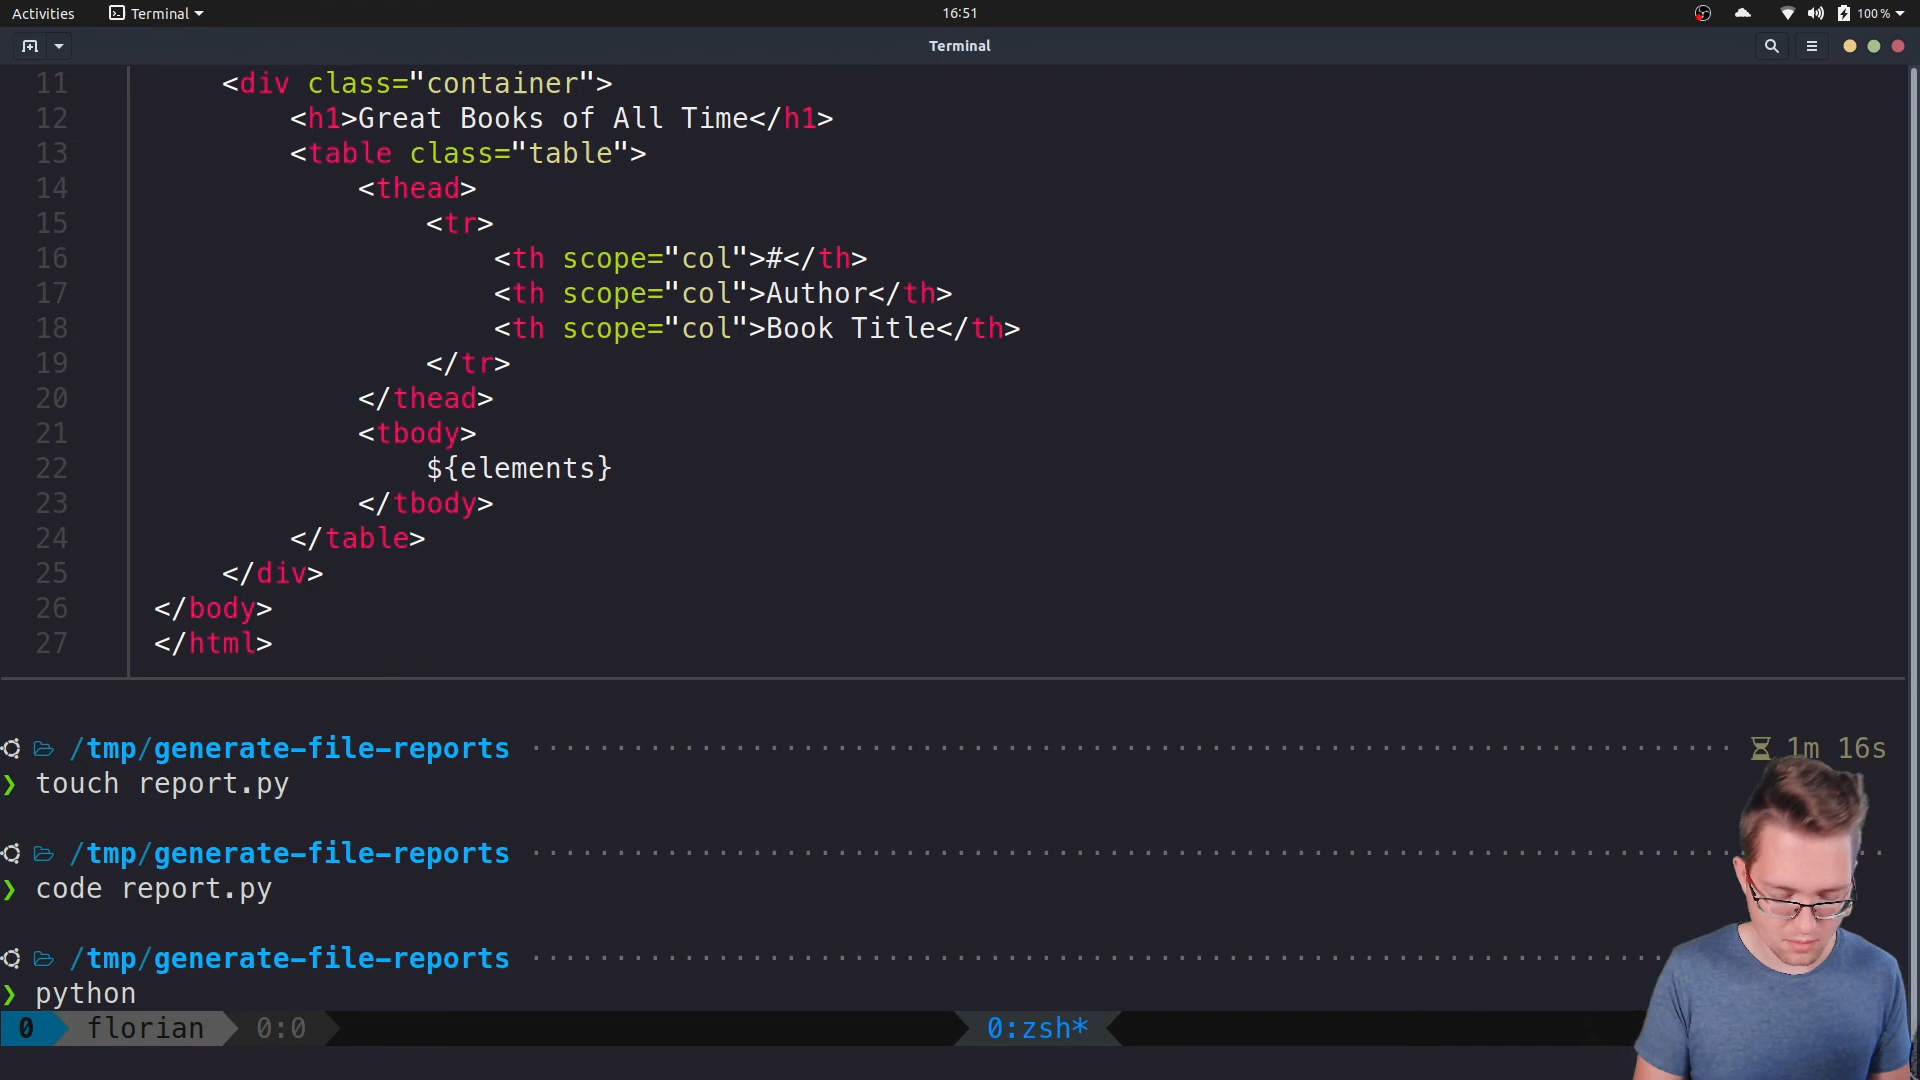 Activities Terminal 16:51 100 %
Terminal
11 <div class="container">
12 <h1>Great Books of All Time</h1>
13 <table class="table">
14 <thead>
15 <tr>
16 <th scope="col">#</th>
17 <th scope="col">Author</th>
18 <th scope="col">Book Title</th>
19 </tr>
20 </thead>
21 <tbody>
22 ${elements}
23 </tbody>
24 </table>
25 </div>
26 </body>
27 </html>
/tmp/generate-file-reports 1m 16s
❯ touch report.py
/tmp/generate-file-reports
❯ code report.py
/tmp/generate-file-reports
❯ python
0 florian 0:0 0:zsh*